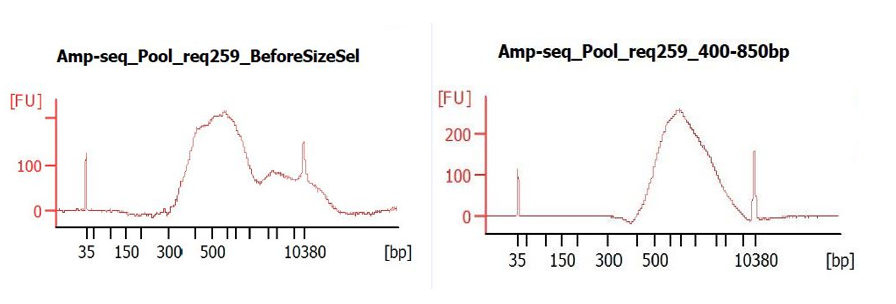 Amp-seq_Pool_req259_BeforeSizeSel
[FU]
100
0
35 150 300 500 10380 [bp]
Amp-seq_Pool_req259_400-850bp
[FU]
200
100
0
35 150 300 500 10380 [bp]